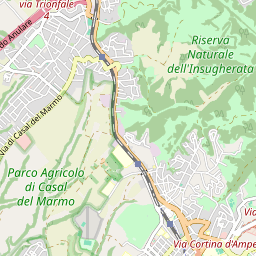 via Trionfale
4
Riserva
Naturale
dell'Insugherata
Via di Casal del Marmo
Parco Agricolo
di Casal
del Marmo
Via Cortina d'Ampe